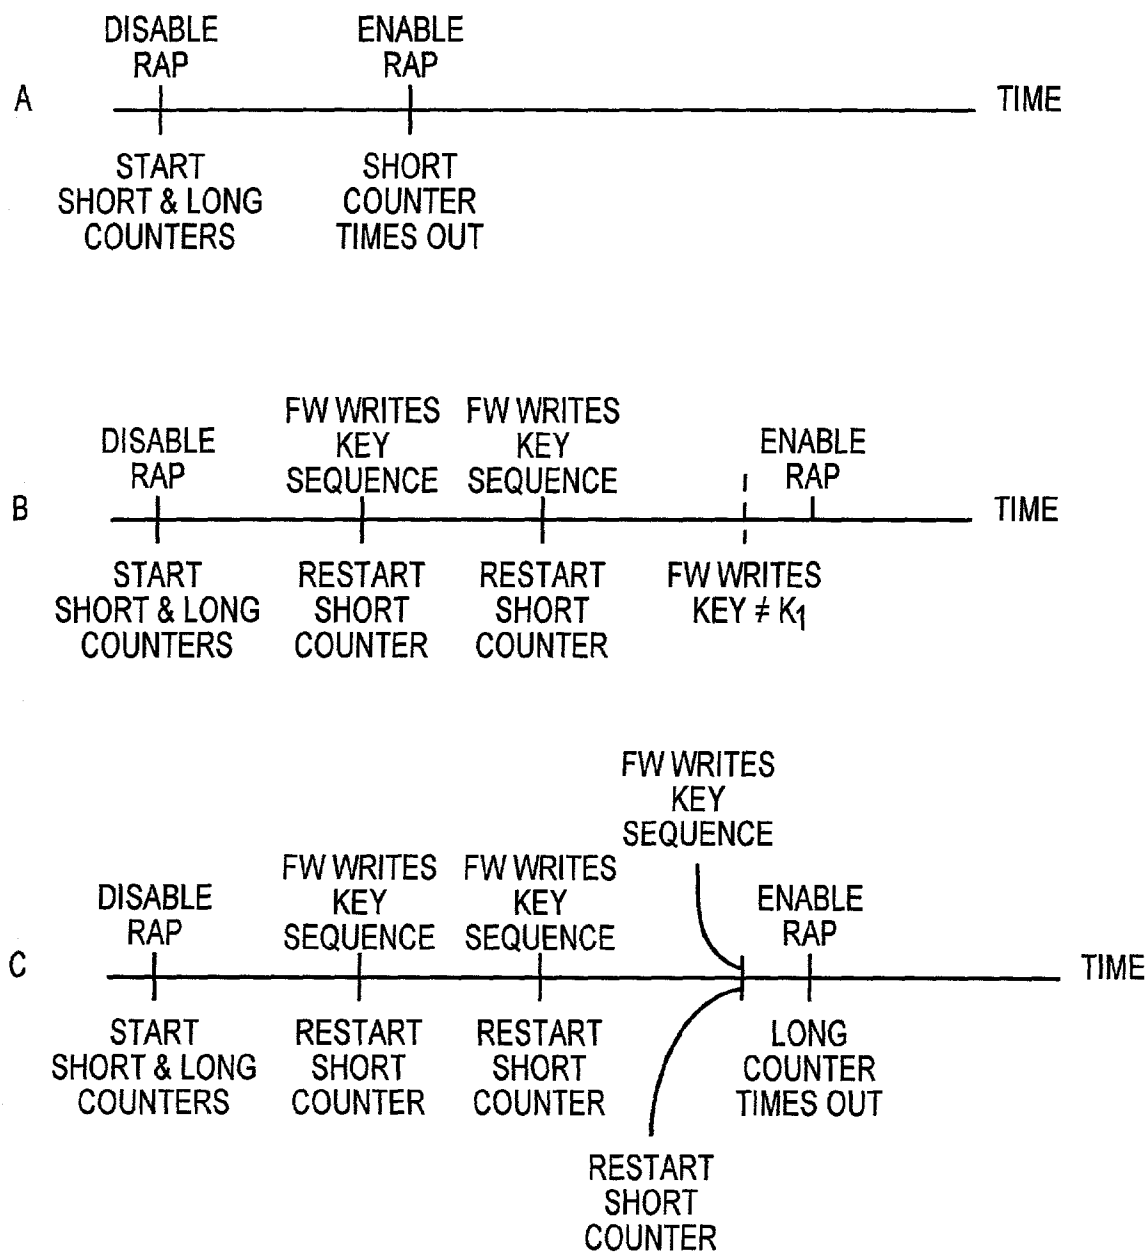 DISABLE
RAP
ENABLE
RAP
A
TIME
START
SHORT & LONG
COUNTERS
SHORT
COUNTER
TIMES OUT
DISABLE
RAP
FW WRITES
KEY
SEQUENCE
FW WRITES
KEY
SEQUENCE
ENABLE
RAP
B
TIME
START
SHORT & LONG
COUNTERS
RESTART
SHORT
COUNTER
RESTART
SHORT
COUNTER
FW WRITES
KEY ≠ K1
DISABLE
RAP
FW WRITES
KEY
SEQUENCE
FW WRITES
KEY
SEQUENCE
FW WRITES
KEY
SEQUENCE
ENABLE
RAP
C
TIME
START
SHORT & LONG
COUNTERS
RESTART
SHORT
COUNTER
RESTART
SHORT
COUNTER
RESTART
SHORT
COUNTER
LONG
COUNTER
TIMES OUT